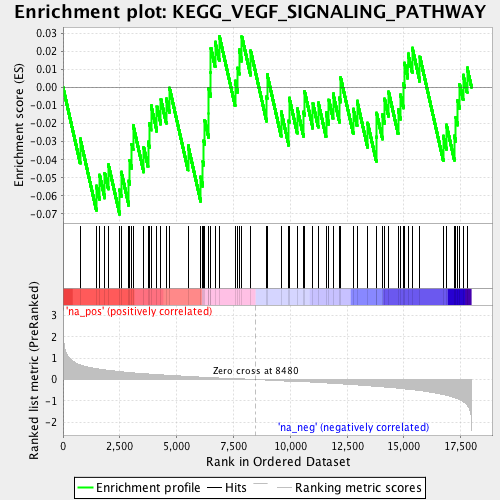 Enrichment plot: KEGG_VEGF_SIGNALING_PATHWAY
Enrichment score (ES)
0.03
0.02
0.01
0.00
-0.01
-0.02
-0.03
-0.04
-0.05
-0.06
-0.07
'na_pos' (positively correlated)
Ranked list metric (PreRanked)
3
2
1
0
-1
-2
Zero cross at 8480
'na_neg' (negatively correlated)
0
2,500
5,000
7,500
10,000
12,500
15,000
17,500
Rank in Ordered Dataset
Enrichment profile
Hits
Ranking metric scores